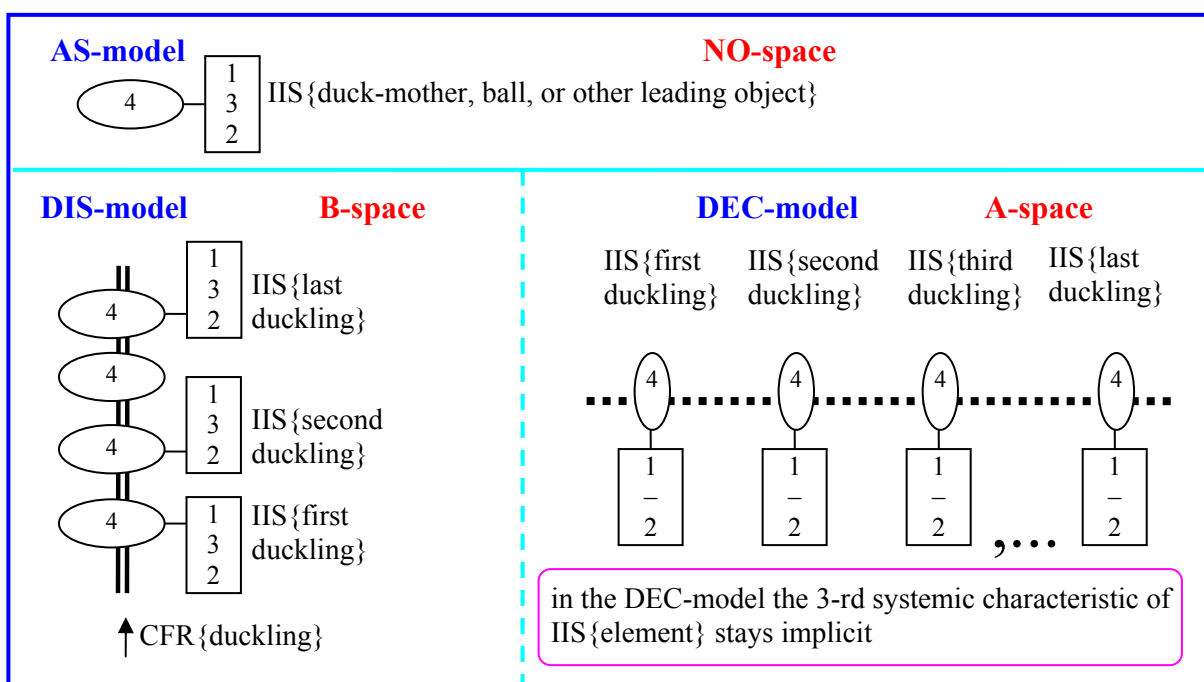 AS-model NO-space
4
1
3
2
IIS{duck-mother, ball, or other leading object}
DIS-model B-space
1
3
2
IIS{last
duckling}
4
4
1
3
2
IIS{second
duckling}
4
1
3
2
IIS{first
duckling}
4
CFR{duckling}
DEC-model A-space
IIS{first
duckling}
IIS{second
duckling}
IIS{third
duckling}
IIS{last
duckling}
4 4 4 4
1 1 1 1
– – – –
2 2 2 , … 2
in the DEC-model the 3-rd systemic characteristic of
IIS{element} stays implicit